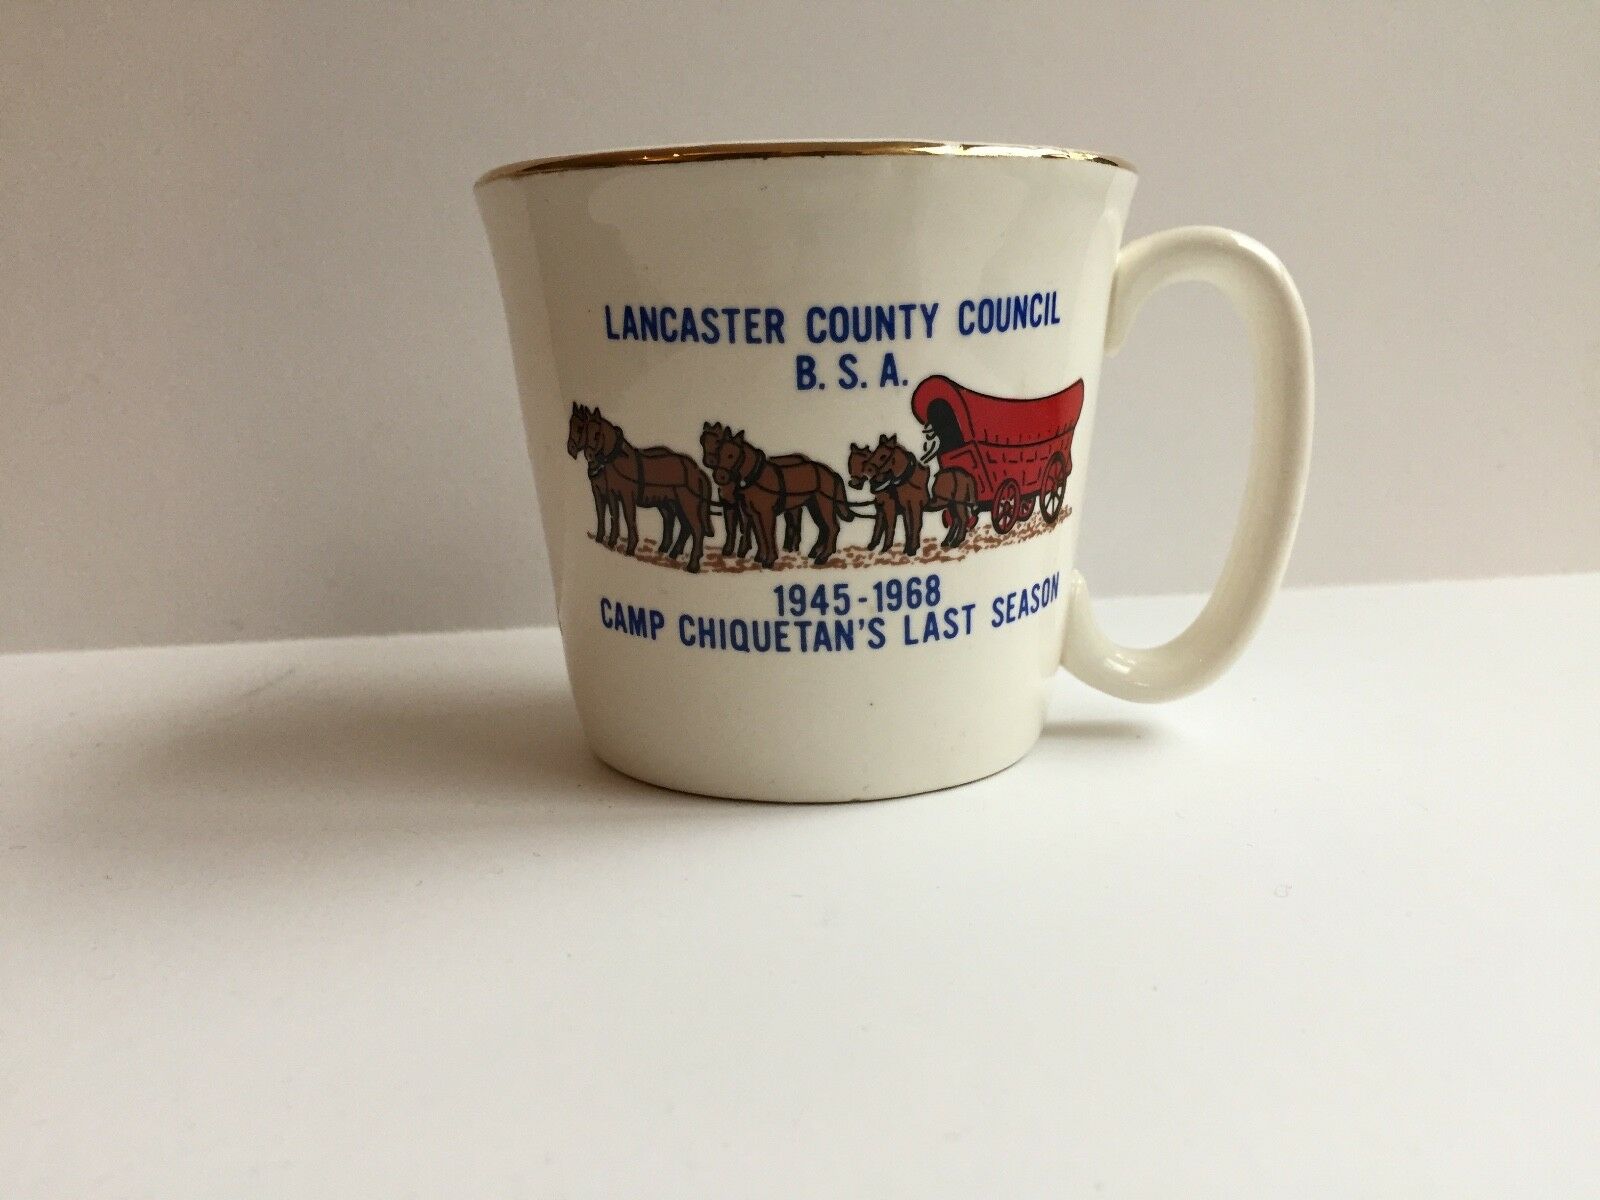 LANCASTER COUNTY COUNCIL
B. S. A.
1945-1968
CAMP CHIQUETAN'S LAST SEASON